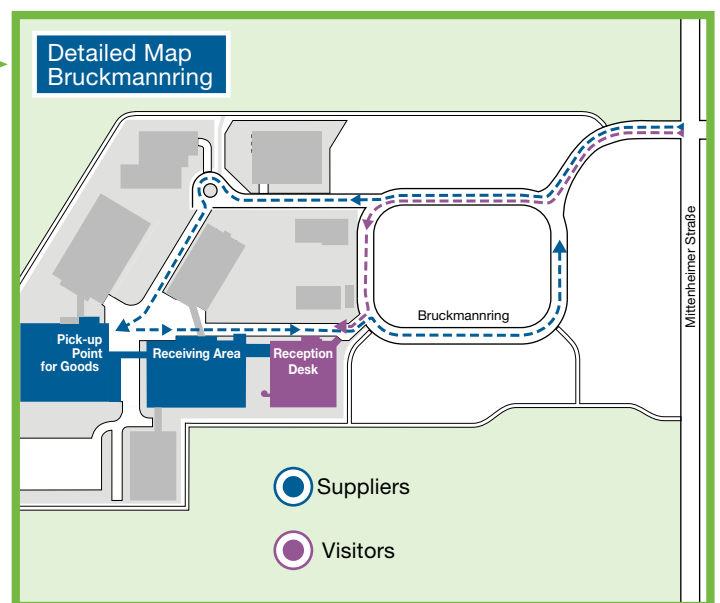 Detailed Map
Bruckmannring
Mittenheimer Straße
Bruckmannring
Pick-up
Point
for Goods
Receiving Area
Reception
Desk
Suppliers
Visitors